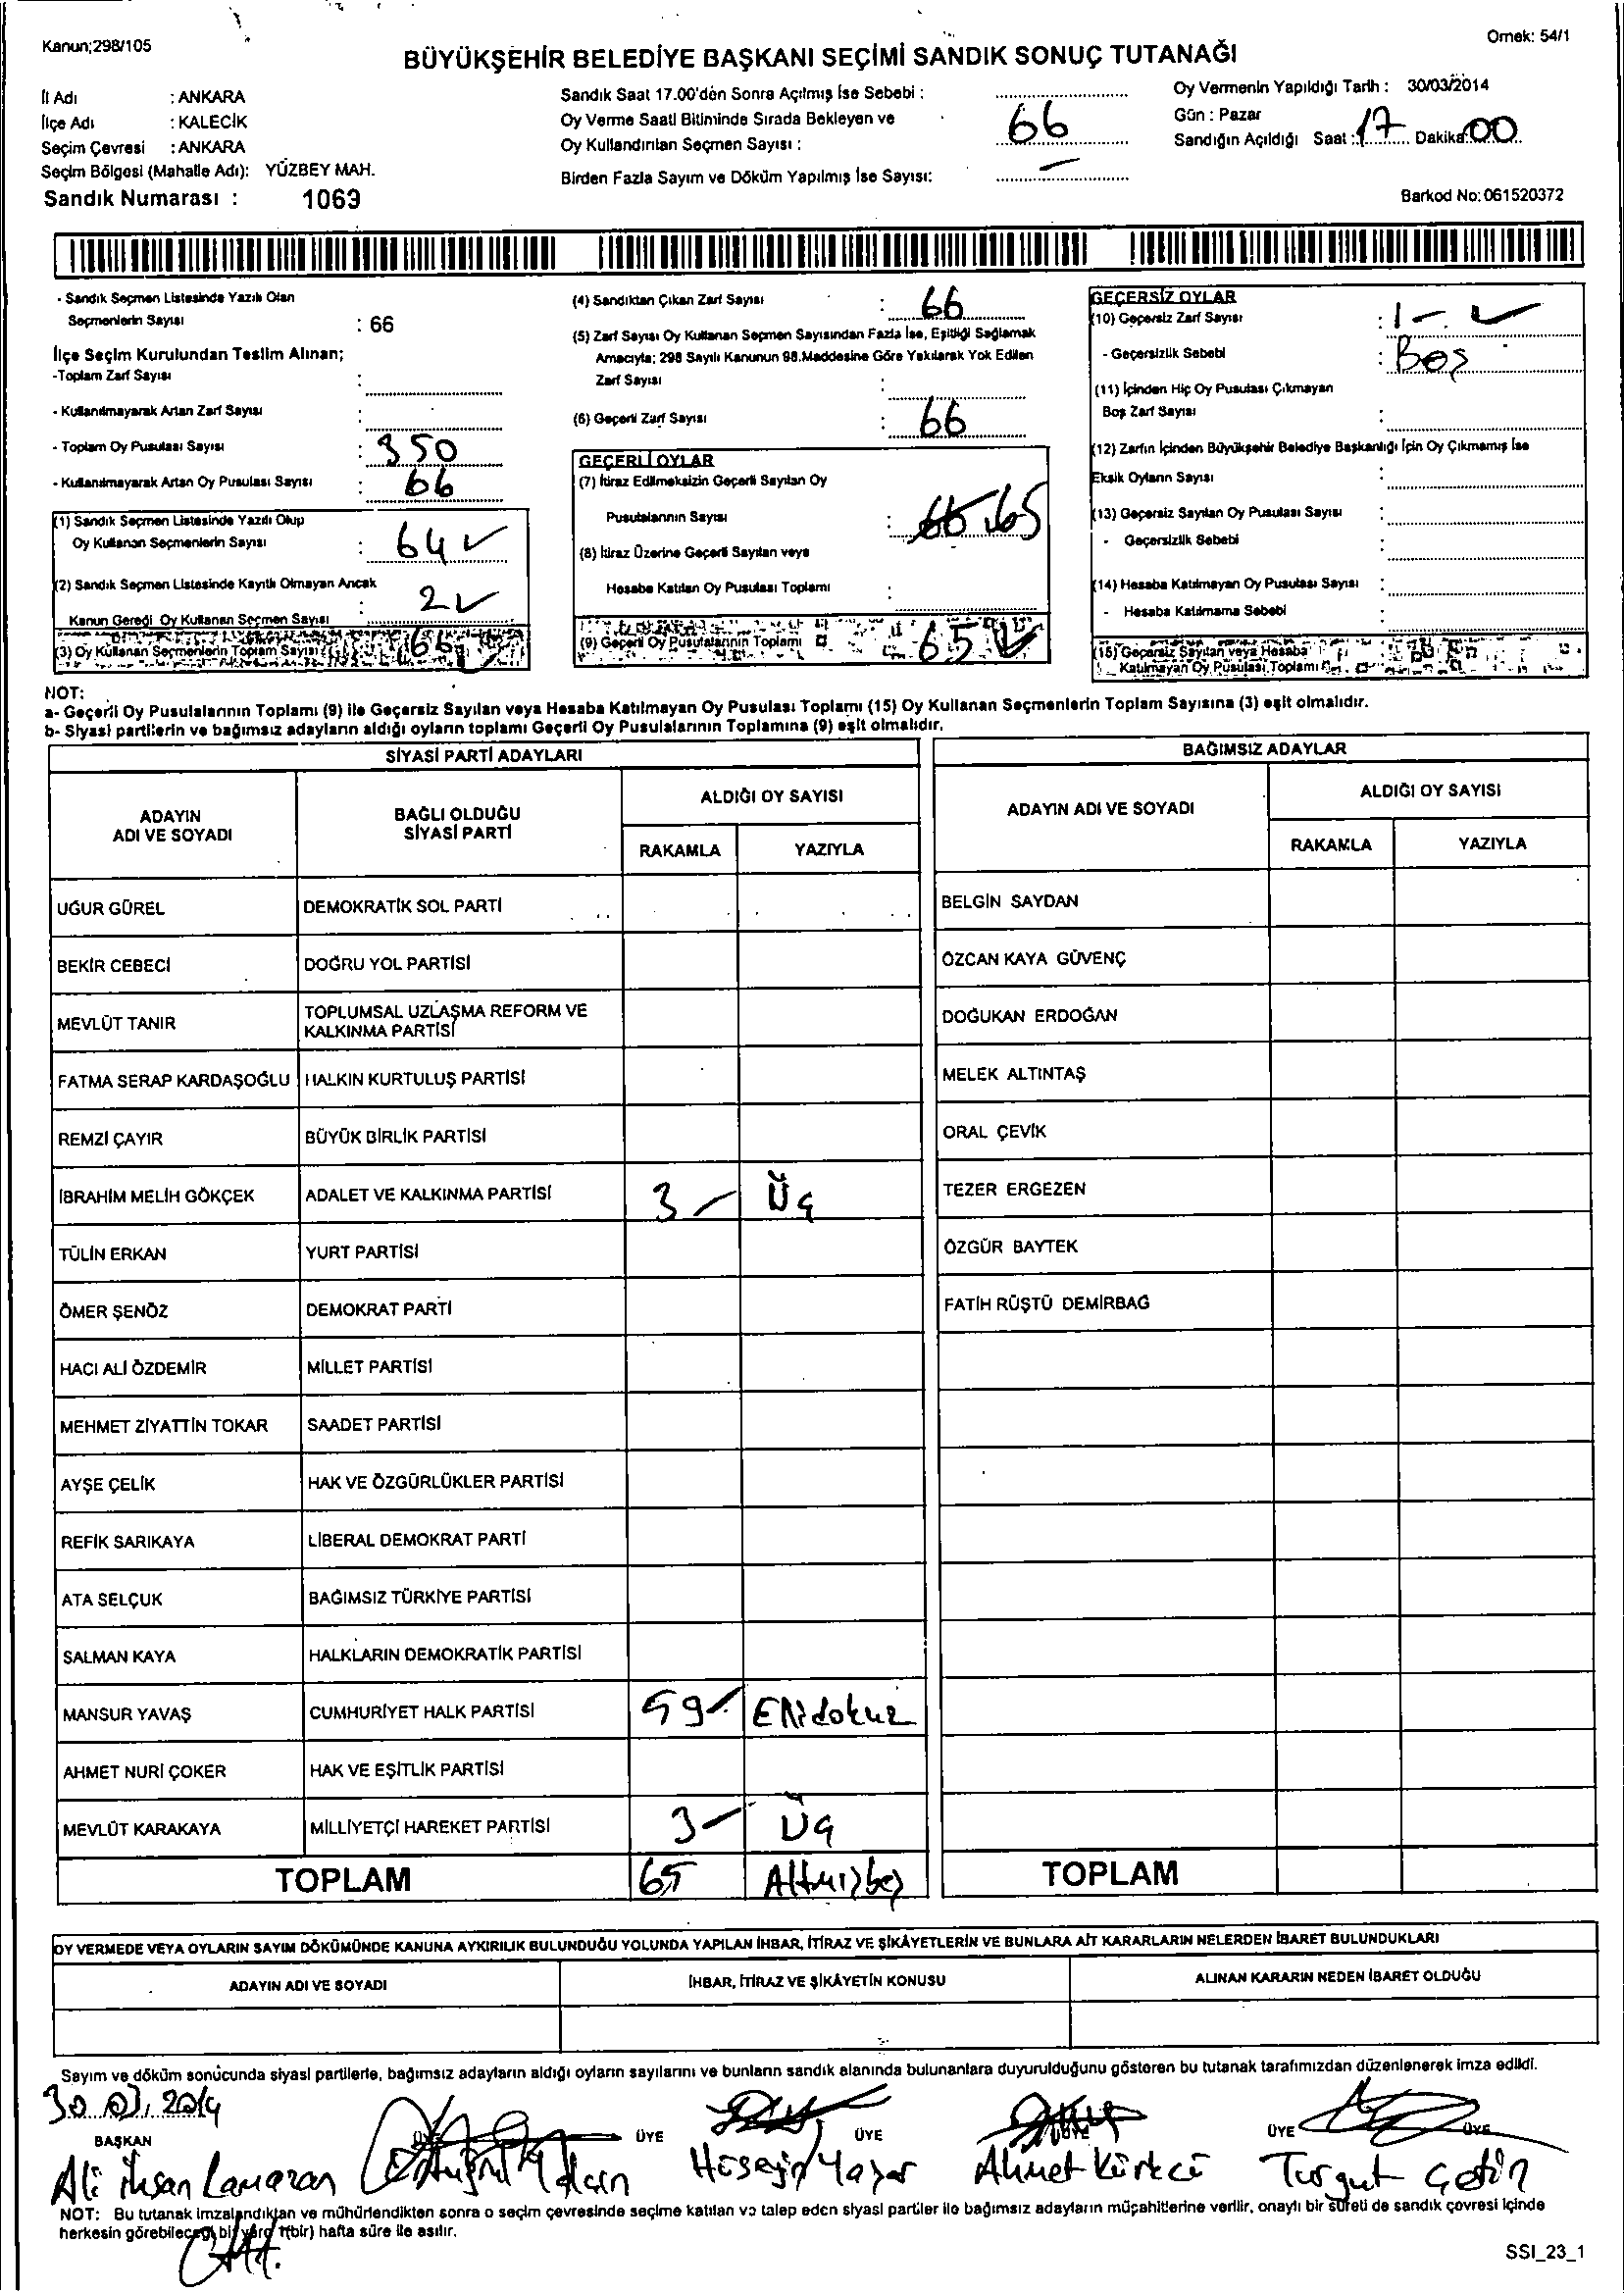 Kanun;298/105
Örnek: 54/1
BÜYÜKŞEHİR BELEDİYE BAŞKANI SEÇİMİ SANDIK SONUÇ TUTANAĞI
İl Adı : ANKARA
İlçe Adı : KALECİK
Seçim Çevresi : ANKARA
Seçim Bölgesi (Mahalle Adı): YÜZBEY MAH.
Sandık Numarası : 1063
Sandık Saat 17.00'den Sonra Açılmış İse Sebebi :
Oy Verme Saati Bitiminde Sırada Bekleyen ve
Oy Kullandırılan Seçmen Sayısı : 66
Birden Fazla Sayım ve Döküm Yapılmış İse Sayısı: —
Oy Vermenin Yapıldığı Tarih : 30/03/2014
Gün : Pazar
Sandığın Açıldığı Saat : 17 Dakika: 00
Barkod No: 061520372
- Sandık Seçmen Listesinde Yazılı Olan
Seçmenlerin Sayısı : 66
İlçe Seçim Kurulundan Teslim Alınan;
-Toplam Zarf Sayısı :
- Kullanılmayarak Artan Zarf Sayısı :
- Toplam Oy Pusulası Sayısı : 350
- Kullanılmayarak Artan Oy Pusulası Sayısı : 66
(1) Sandık Seçmen Listesinde Yazılı Olup
Oy Kullanan Seçmenlerin Sayısı : 64
(2) Sandık Seçmen Listesinde Kayıtlı Olmayan Ancak
Kanun Gereği Oy Kullanan Seçmen Sayısı : 2
(3) Oy Kullanan Seçmenlerin Toplam Sayısı : 66
(4) Sandıktan Çıkan Zarf Sayısı : 66
(5) Zarf Sayısı Oy Kullanan Seçmen Sayısından Fazla İse, Eşitliği Sağlamak
Amacıyla; 298 Sayılı Kanunun 98.Maddesine Göre Yakılarak Yok Edilen
Zarf Sayısı :
(6) Geçerli Zarf Sayısı : 66
GEÇERLİ OYLAR
(7) İtiraz Edilmeksizin Geçerli Sayılan Oy
Pusulalarının Sayısı : 66 65
(8) İtiraz Üzerine Geçerli Sayılan veya
Hesaba Katılan Oy Pusulası Toplamı :
(9) Geçerli Oy Pusulalarının Toplamı 65
GEÇERSİZ OYLAR
(10) Geçersiz Zarf Sayısı : 1 -
- Geçersizlik Sebebi : Boş
(11) İçinden Hiç Oy Pusulası Çıkmayan
Boş Zarf Sayısı :
(12) Zarfın İçinden Büyükşehir Belediye Başkanlığı İçin Oy Çıkmamış İse
Eksik Oyların Sayısı :
(13) Geçersiz Sayılan Oy Pusulası Sayısı :
- Geçersizlik Sebebi :
(14) Hesaba Katılmayan Oy Pusulası Sayısı :
- Hesaba Katılmama Sebebi :
(15) Geçersiz Sayılan veya Hesaba
Katılmayan Oy Pusulası Toplamı
NOT:
a- Geçerli Oy Pusulalarının Toplamı (9) ile Geçersiz Sayılan veya Hesaba Katılmayan Oy Pusulası Toplamı (15) Oy Kullanan Seçmenlerin Toplam Sayısına (3) eşit olmalıdır.
b- Siyasi partilerin ve bağımsız adayların aldığı oyların toplamı Geçerli Oy Pusulalarının Toplamına (9) eşit olmalıdır.
SİYASİ PARTİ ADAYLARI
ADAYIN ADI VE SOYADI
BAĞLI OLDUĞU SİYASİ PARTİ
ALDIĞI OY SAYISI
RAKAMLA YAZIYLA
UĞUR GÜREL DEMOKRATİK SOL PARTİ
BEKİR CEBECİ DOĞRU YOL PARTİSİ
MEVLÜT TANIR TOPLUMSAL UZLAŞMA REFORM VE KALKINMA PARTİSİ
FATMA SERAP KARDAŞOĞLU HALKIN KURTULUŞ PARTİSİ
REMZİ ÇAYIR BÜYÜK BİRLİK PARTİSİ
İBRAHİM MELİH GÖKÇEK ADALET VE KALKINMA PARTİSİ 3 - Üç
TÜLİN ERKAN YURT PARTİSİ
ÖMER ŞENÖZ DEMOKRAT PARTİ
HACI ALİ ÖZDEMİR MİLLET PARTİSİ
MEHMET ZİYATTİN TOKAR SAADET PARTİSİ
AYŞE ÇELİK HAK VE ÖZGÜRLÜKLER PARTİSİ
REFİK SARIKAYA LİBERAL DEMOKRAT PARTİ
ATA SELÇUK BAĞIMSIZ TÜRKİYE PARTİSİ
SALMAN KAYA HALKLARIN DEMOKRATİK PARTİSİ
MANSUR YAVAŞ CUMHURİYET HALK PARTİSİ 59 - Ellidokuz
AHMET NURİ ÇOKER HAK VE EŞİTLİK PARTİSİ
MEVLÜT KARAKAYA MİLLİYETÇİ HAREKET PARTİSİ 3 - Üç
TOPLAM 65 Altmışbeş
BAĞIMSIZ ADAYLAR
ADAYIN ADI VE SOYADI
ALDIĞI OY SAYISI
RAKAMLA YAZIYLA
BELGİN SAYDAN
ÖZCAN KAYA GÜVENÇ
DOĞUKAN ERDOĞAN
MELEK ALTINTAŞ
ORAL ÇEVİK
TEZER ERGEZEN
ÖZGÜR BAYTEK
FATİH RÜŞTÜ DEMİRBAĞ
TOPLAM
OY VERMEDE VEYA OYLARIN SAYIM DÖKÜMÜNDE KANUNA AYKIRILIK BULUNDUĞU YOLUNDA YAPILAN İHBAR, İTİRAZ VE ŞİKÂYETLERİN VE BUNLARA AİT KARARLARIN NELERDEN İBARET BULUNDUKLARI
ADAYIN ADI VE SOYADI
İHBAR, İTİRAZ VE ŞİKÂYETİN KONUSU
ALINAN KARARIN NEDEN İBARET OLDUĞU
Sayım ve döküm sonucunda siyasi partilerle, bağımsız adayların aldığı oyların sayılarını ve bunların sandık alanında bulunanlara duyurulduğunu gösteren bu tutanak tarafımızdan düzenlenerek imza edildi.
30.03.2014
BAŞKAN ÜYE ÜYE ÜYE ÜYE ÜYE ÜYE
Ali İhsan Ertuğrul Yalçın Hüseyin Yaşar Ahmet Kürkcü Turgut Çetin
NOT: Bu tutanak imzalandıktan ve mühürlendikten sonra o seçim çevresinde seçime katılan ve talep eden siyasi partiler ile bağımsız adayların müşahitlerine verilir, onaylı bir sureti de sandık çevresi içinde
herkesin görebileceği bir yere 1(bir) hafta süre ile asılır.
SSI_23_1